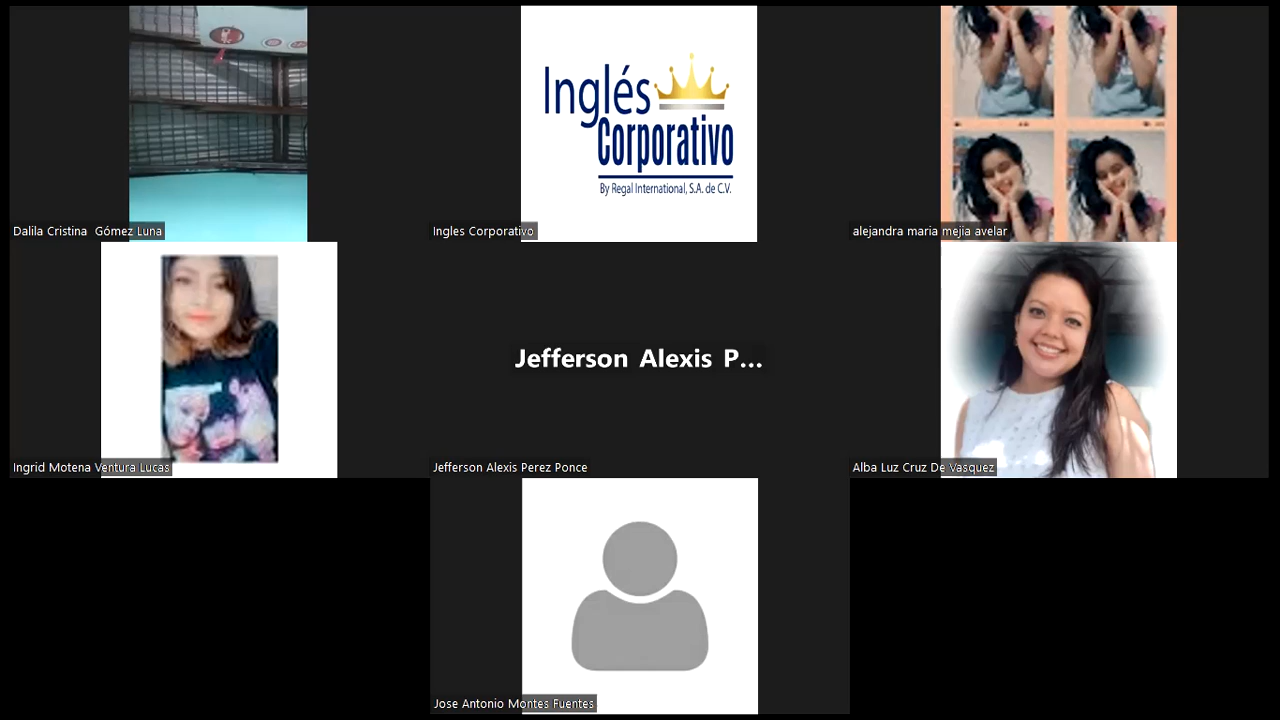 Inglés
Corporativo
By Regal International, S.A. de C.V.
Dalila Cristina Gómez Luna
Ingles Corporativo
alejandra maria mejia avelar
Jefferson Alexis P...
Ingrid Motena Ventura Lucas
Jefferson Alexis Perez Ponce
Alba Luz Cruz De Vasquez
Jose Antonio Montes Fuentes